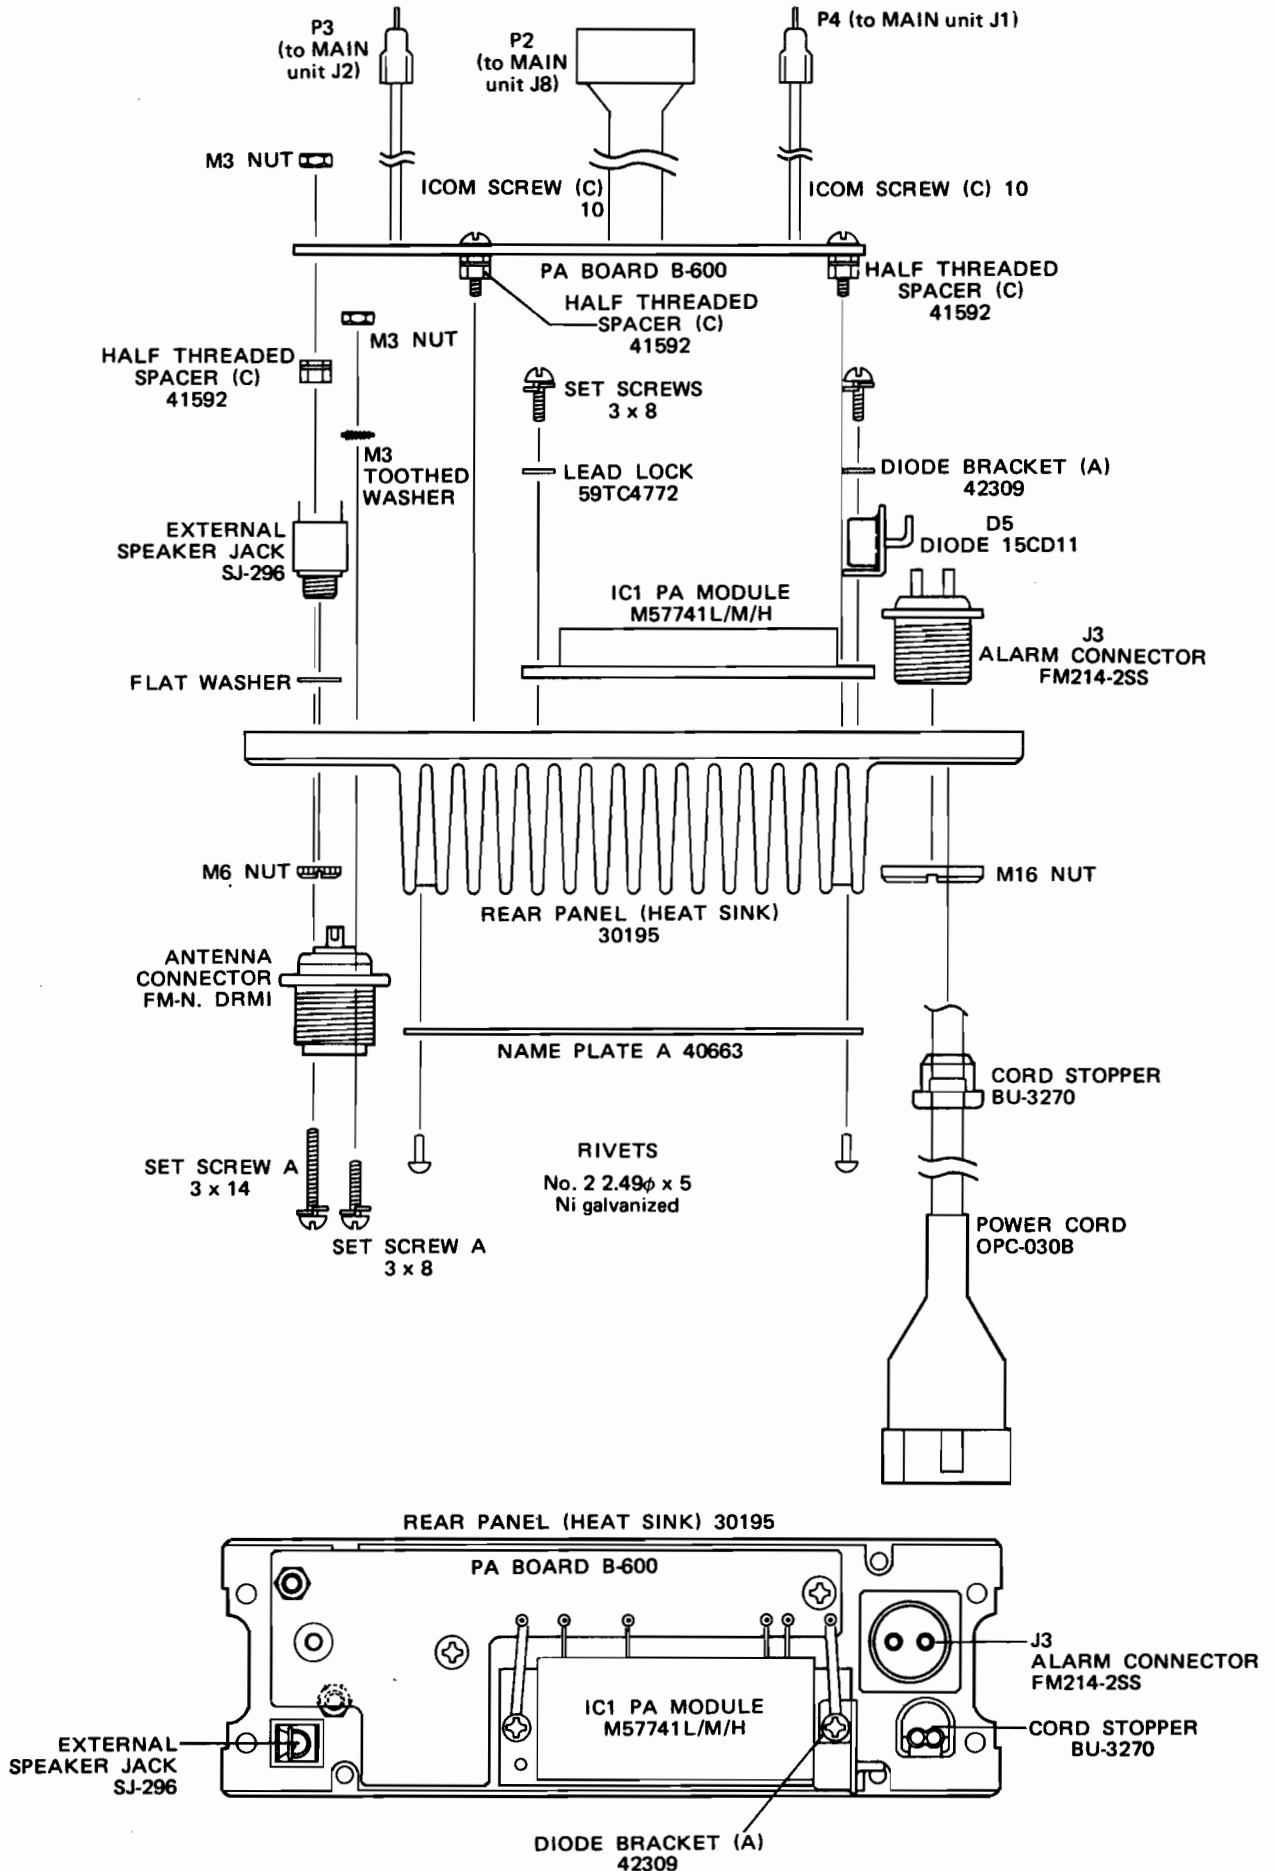 P3
(to MAIN
unit J2)
P2
(to MAIN
unit J8)
P4 (to MAIN unit J1)
M3 NUT
ICOM SCREW (C)
10
ICOM SCREW (C) 10
PA BOARD B-600
HALF THREADED
SPACER (C)
41592
HALF THREADED
SPACER (C)
41592
M3 NUT
HALF THREADED
SPACER (C)
41592
SET SCREWS
3 x 8
M3
TOOTHED
WASHER
LEAD LOCK
59TC4772
DIODE BRACKET (A)
42309
EXTERNAL
SPEAKER JACK
SJ-296
D5
DIODE 15CD11
IC1 PA MODULE
M57741L/M/H
J3
ALARM CONNECTOR
FM214-2SS
FLAT WASHER
M6 NUT
M16 NUT
REAR PANEL (HEAT SINK)
30195
ANTENNA
CONNECTOR
FM-N. DRMI
NAME PLATE A 40663
CORD STOPPER
BU-3270
SET SCREW A
3 x 14
RIVETS
No. 2 2.49ϕ x 5
Ni galvanized
SET SCREW A
3 x 8
POWER CORD
OPC-030B
REAR PANEL (HEAT SINK) 30195
PA BOARD B-600
J3
ALARM CONNECTOR
FM214-2SS
IC1 PA MODULE
M57741L/M/H
EXTERNAL
SPEAKER JACK
SJ-296
CORD STOPPER
BU-3270
DIODE BRACKET (A)
42309